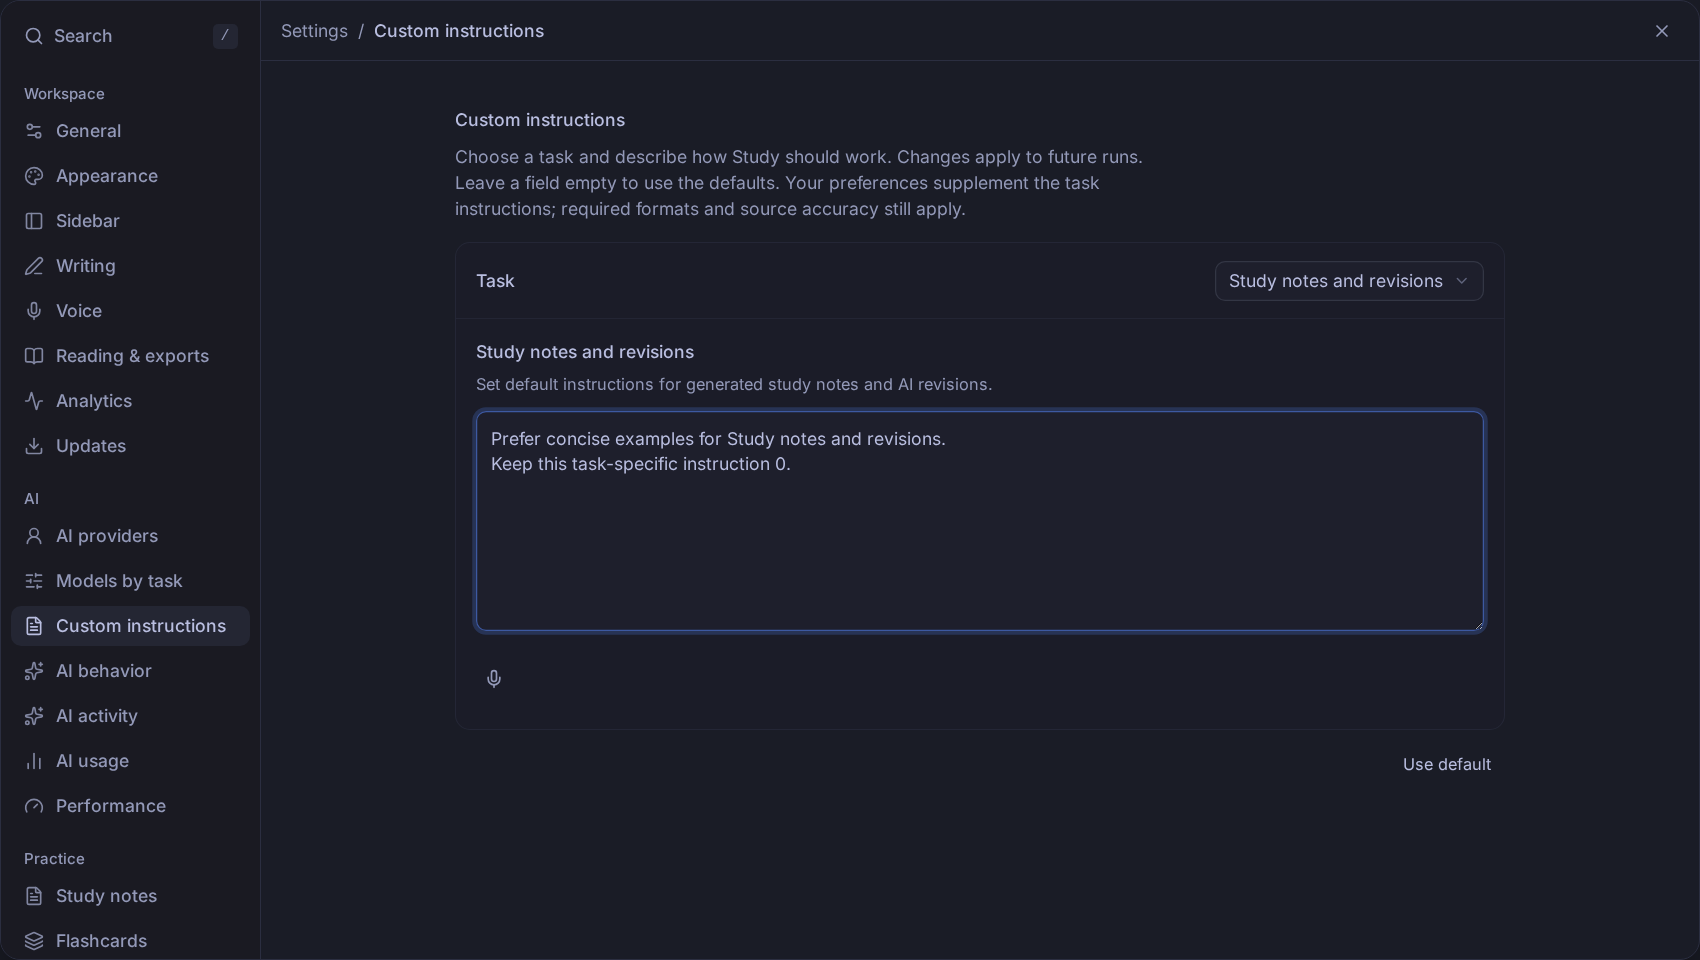 Search /
Workspace
General
Appearance
Sidebar
Writing
Voice
Reading & exports
Analytics
Updates
AI
AI providers
Models by task
Custom instructions
AI behavior
AI activity
AI usage
Performance
Practice
Study notes
Flashcards
Settings / Custom instructions
Custom instructions
Choose a task and describe how Study should work. Changes apply to future runs.
Leave a field empty to use the defaults. Your preferences supplement the task
instructions; required formats and source accuracy still apply.
Task
Study notes and revisions
Study notes and revisions
Set default instructions for generated study notes and AI revisions.
Prefer concise examples for Study notes and revisions.
Keep this task-specific instruction 0.
Use default